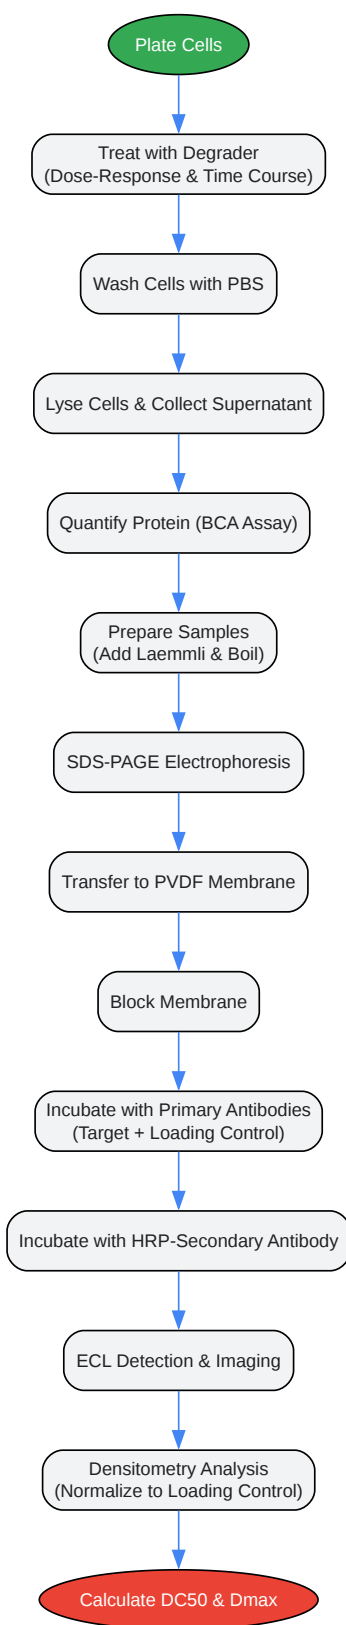 Plate Cells
Treat with Degrader
(Dose-Response & Time Course)
Wash Cells with PBS
Lyse Cells & Collect Supernatant
Quantify Protein (BCA Assay)
Prepare Samples
(Add Laemmli & Boil)
SDS-PAGE Electrophoresis
Transfer to PVDF Membrane
Block Membrane
Incubate with Primary Antibodies
(Target + Loading Control)
Incubate with HRP-Secondary Antibody
ECL Detection & Imaging
Densitometry Analysis
(Normalize to Loading Control)
Calculate DC50 & Dmax